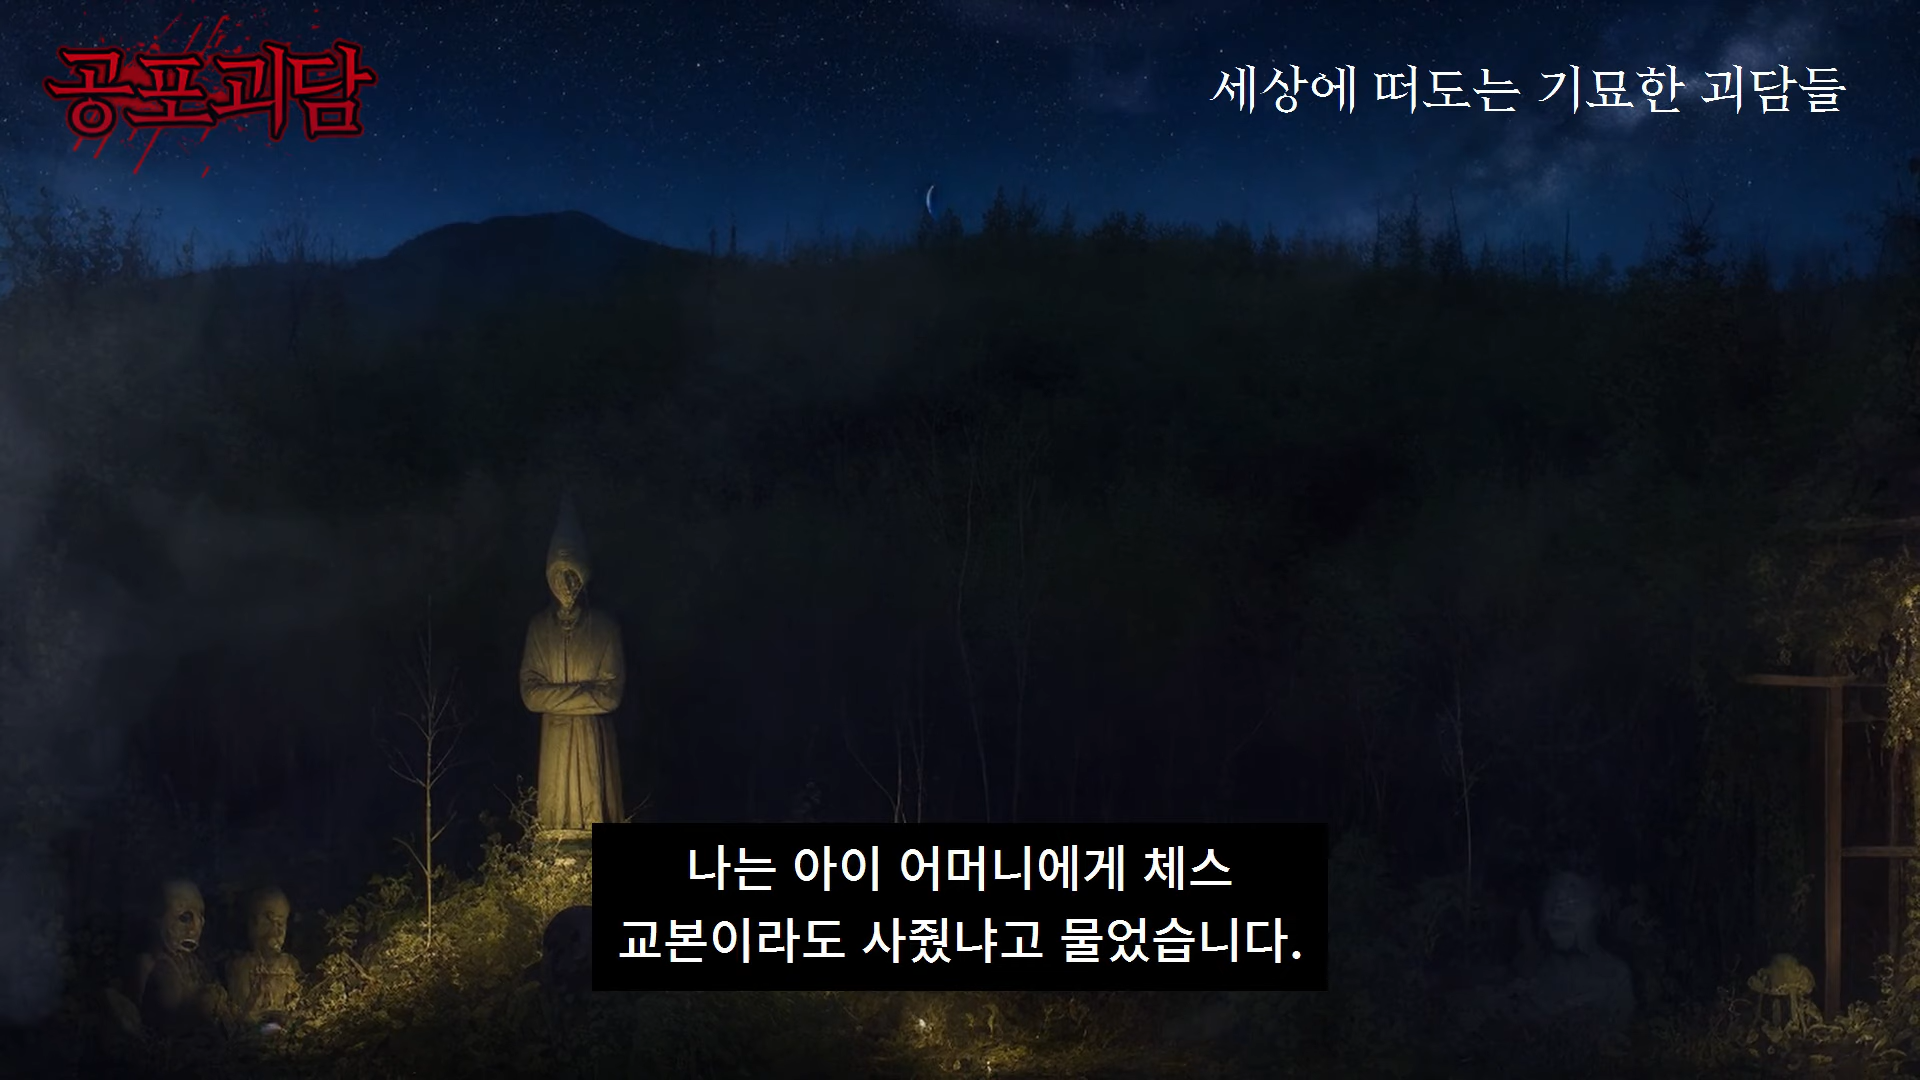 공포괴담
세상에 떠도는 기묘한 괴담들
나는 아이 어머니에게 체스
교본이라도 사줬냐고 물었습니다.